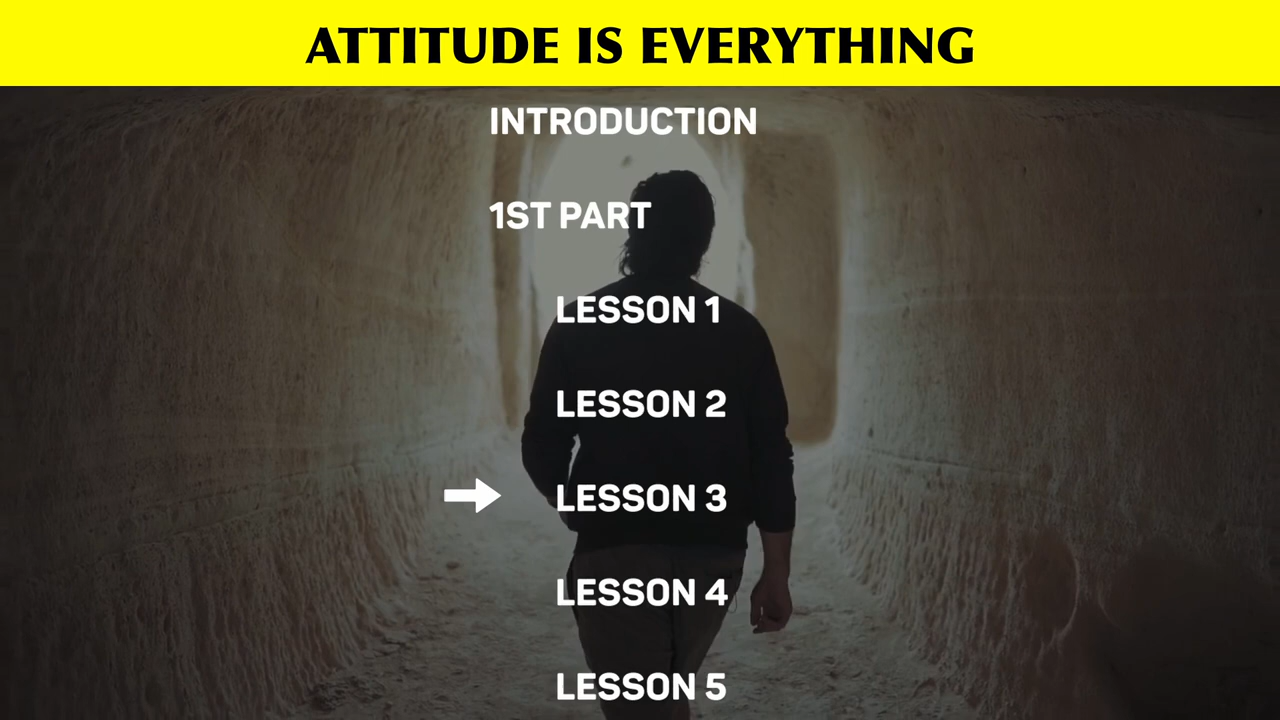 ATTITUDE IS EVERYTHING
INTRODUCTION
1ST PART
LESSON 1
LESSON 2
LESSON 3
LESSON 4
LESSON 5